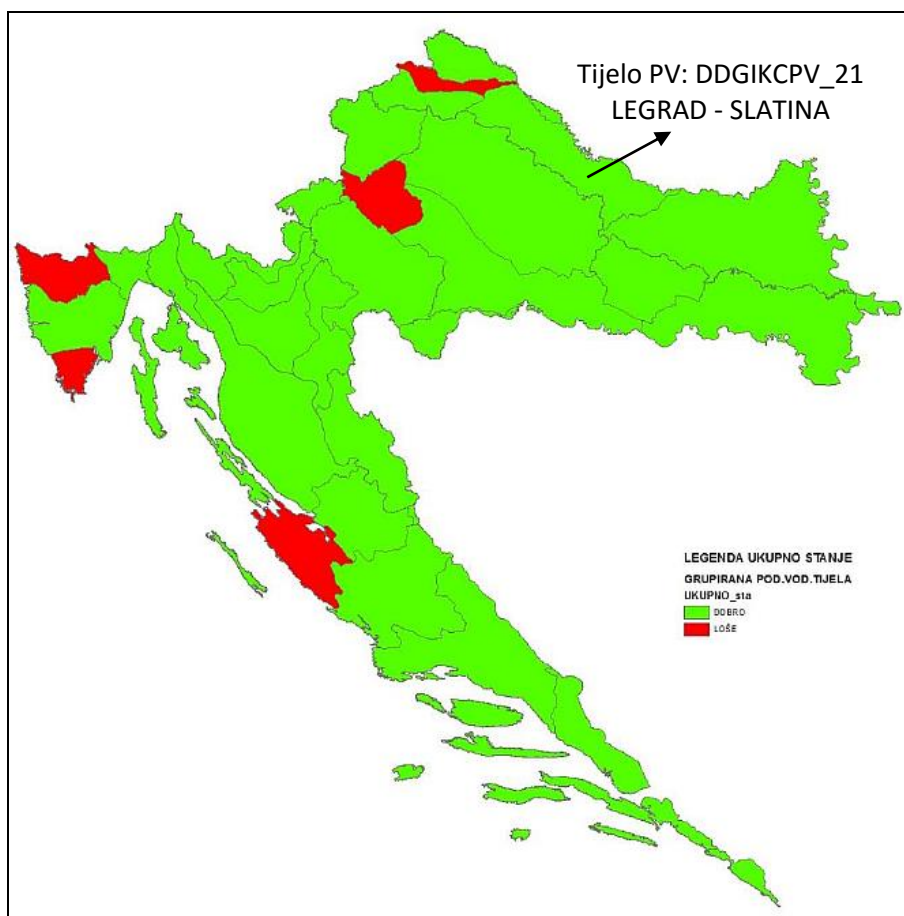 Tijelo PV: DDGIKCPV_21
LEGRAD - SLATINA
LEGENDA UKUPNO STANJE
GRUPIRANA POD.VOD.TIJELA
UKUPNO_sta
DOBRO
LOŠE